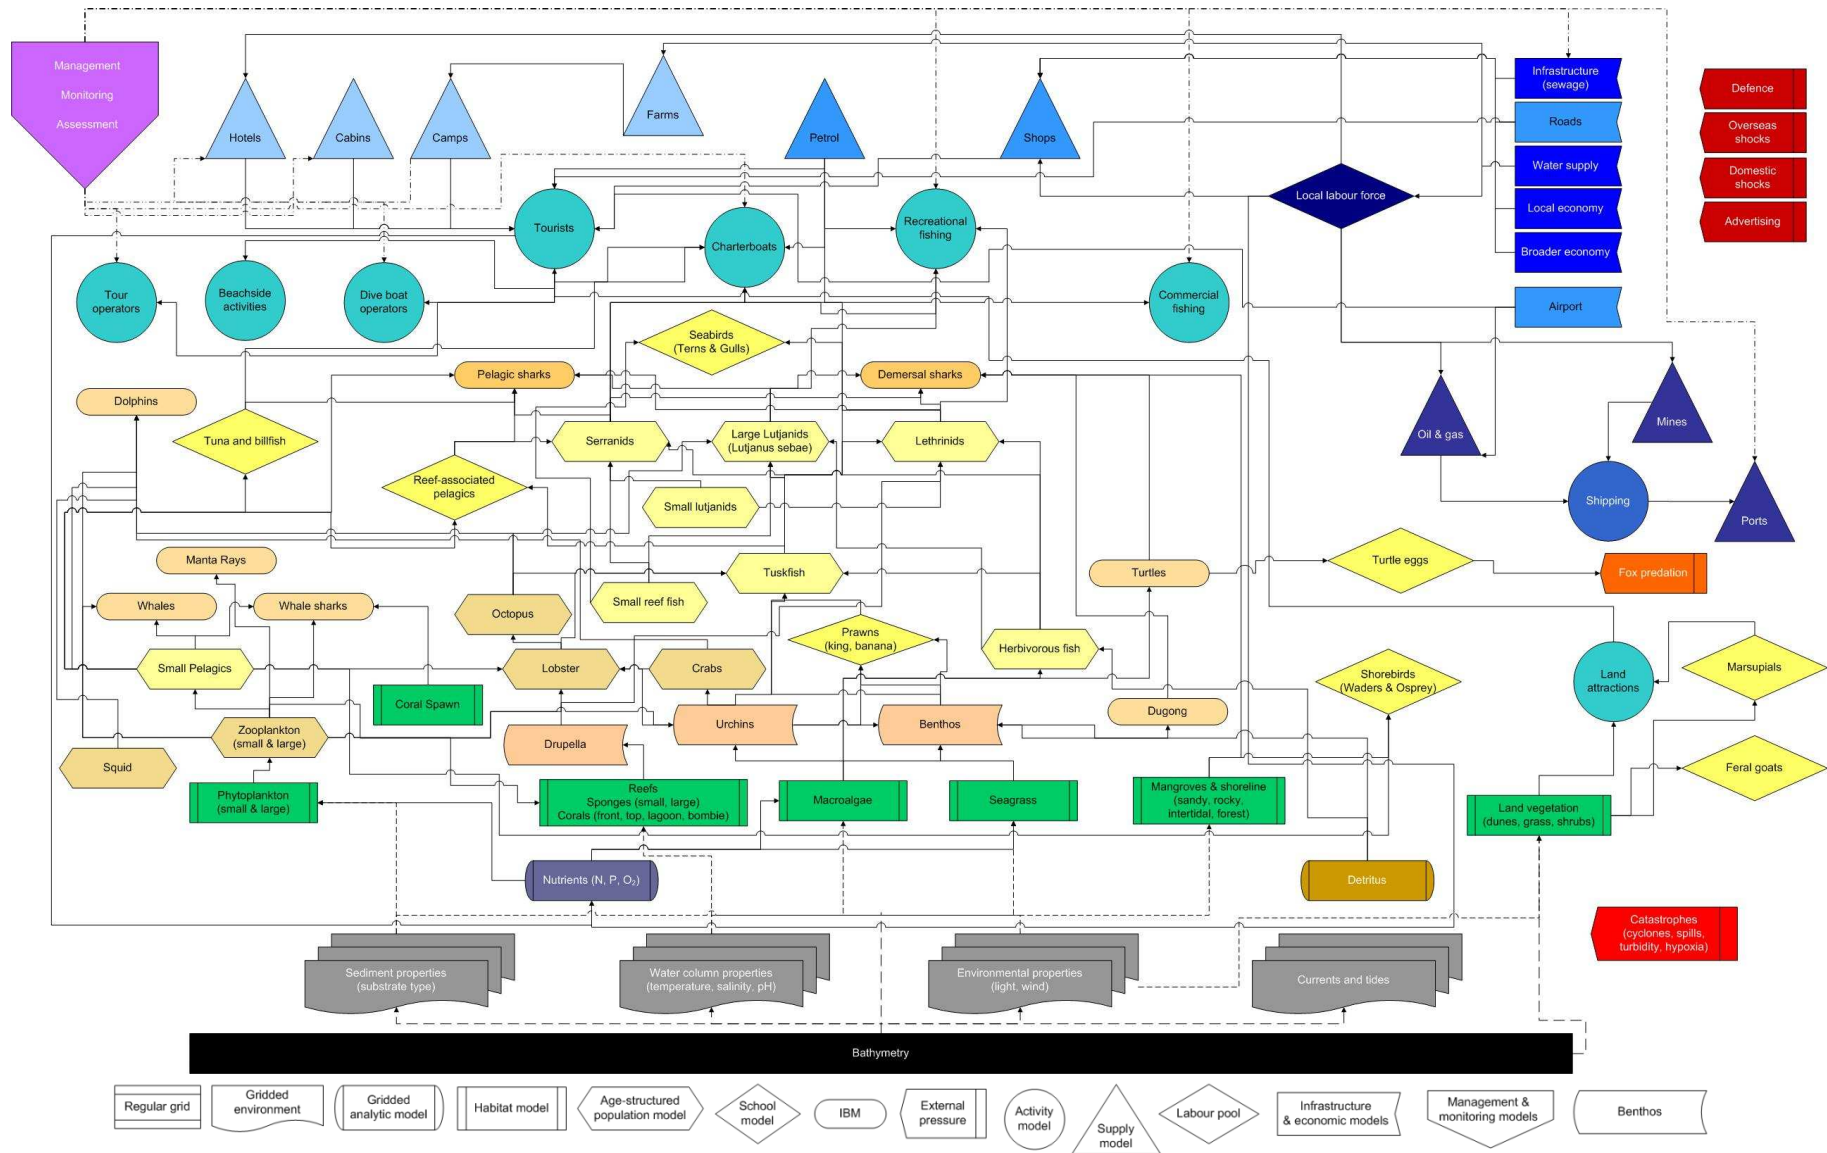 Management
Monitoring
Assessment
Hotels
Cabins
Camps
Farms
Petrol
Shops
Infrastructure
(sewage)
Roads
Water supply
Local economy
Broader economy
Airport
Defence
Overseas
shocks
Domestic
shocks
Advertising
Local labour force
Tourists
Charterboats
Recreational
fishing
Tour
operators
Beachside
activities
Dive boat
operators
Commercial
fishing
Seabirds
(Terns & Gulls)
Pelagic sharks
Demersal sharks
Dolphins
Tuna and billfish
Serranids
Large Lutjanids
(Lutjanus sebae)
Lethrinids
Oil & gas
Mines
Reef-associated
pelagics
Small lutjanids
Shipping
Ports
Manta Rays
Tuskfish
Turtles
Turtle eggs
Fox predation
Whales
Whale sharks
Octopus
Small reef fish
Prawns
(king, banana)
Herbivorous fish
Small Pelagics
Lobster
Crabs
Shorebirds
(Waders & Osprey)
Land
attractions
Marsupials
Coral Spawn
Zooplankton
(small & large)
Drupella
Urchins
Benthos
Dugong
Squid
Feral goats
Phytoplankton
(small & large)
Reefs
Sponges (small, large)
Corals (front, top, lagoon, bombie)
Macroalgae
Seagrass
Mangroves & shoreline
(sandy, rocky,
intertidal, forest)
Land vegetation
(dunes, grass, shrubs)
Nutrients (N, P, O₂)
Detritus
Catastrophes
(cyclones, spills,
turbidity, hypoxia)
Sediment properties
(substrate type)
Water column properties
(temperature, salinity, pH)
Environmental properties
(light, wind)
Currents and tides
Bathymetry
Regular grid
Gridded
environment
Gridded
analytic model
Habitat model
Age-structured
population model
School
model
IBM
External
pressure
Activity
model
Supply
model
Labour pool
Infrastructure
& economic models
Management &
monitoring models
Benthos